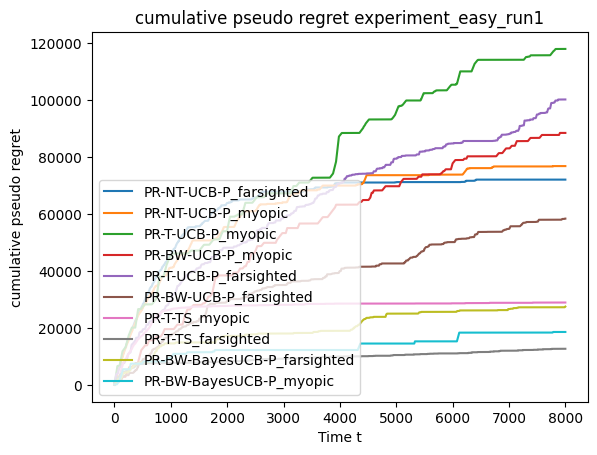 cumulative pseudo regret experiment_easy_run1
cumulative pseudo regret
120000
100000
80000
60000
40000
20000
0
PR-NT-UCB-P_farsighted
PR-NT-UCB-P_myopic
PR-T-UCB-P_myopic
PR-BW-UCB-P_myopic
PR-T-UCB-P_farsighted
PR-BW-UCB-P_farsighted
PR-T-TS_myopic
PR-T-TS_farsighted
PR-BW-BayesUCB-P_farsighted
PR-BW-BayesUCB-P_myopic
0 1000 2000 3000 4000 5000 6000 7000 8000
Time t